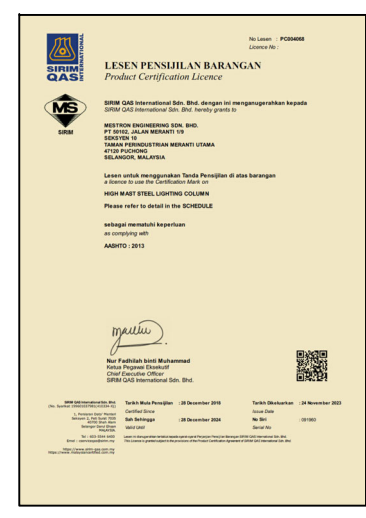 No Lesen : PC004068
Licence No :
SIRIM
QAS
INTERNATIONAL
LESEN PENSIJILAN BARANGAN
Product Certification Licence
MS
SIRIM
SIRIM QAS International Sdn. Bhd. dengan ini menganugerahkan kepada
SIRIM QAS International Sdn. Bhd. hereby grants to
MESTRON ENGINEERING SDN. BHD.
PT 50102, JALAN MERANTI 1/9
SEKSYEN 10
TAMAN PERINDUSTRIAN MERANTI UTAMA
47120 PUCHONG
SELANGOR, MALAYSIA
Lesen untuk menggunakan Tanda Pensijilan di atas barangan
a licence to use the Certification Mark on
HIGH MAST STEEL LIGHTING COLUMN
Please refer to detail in the SCHEDULE
sebagai mematuhi keperluan
as complying with
AASHTO : 2013
Nur Fadhilah binti Muhammad
Ketua Pegawai Eksekutif
Chief Executive Officer
SIRIM QAS International Sdn. Bhd.
SIRIM QAS International Sdn. Bhd.
Tarikh Mula Pensijilan : 28 December 2018
Certified Since
Sah Sehingga : 28 December 2024
Valid Until
Tarikh Dikeluarkan : 24 November 2023
Issue Date
No Siri : 091960
Serial No